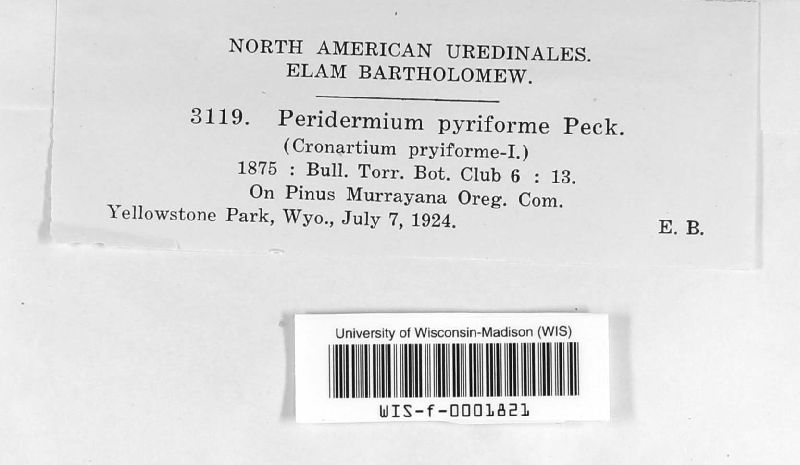 NORTH AMERICAN UREDINALES.
ELAM BARTHOLOMEW.
3119. Peridermium pyriforme Peck.
(Cronartium pryiforme-I.)
1875 : Bull. Torr. Bot. Club 6 : 13.
On Pinus Murrayana Oreg. Com.
Yellowstone Park, Wyo., July 7, 1924. E. B.
University of Wisconsin-Madison (WIS)
WIS-f-0001821